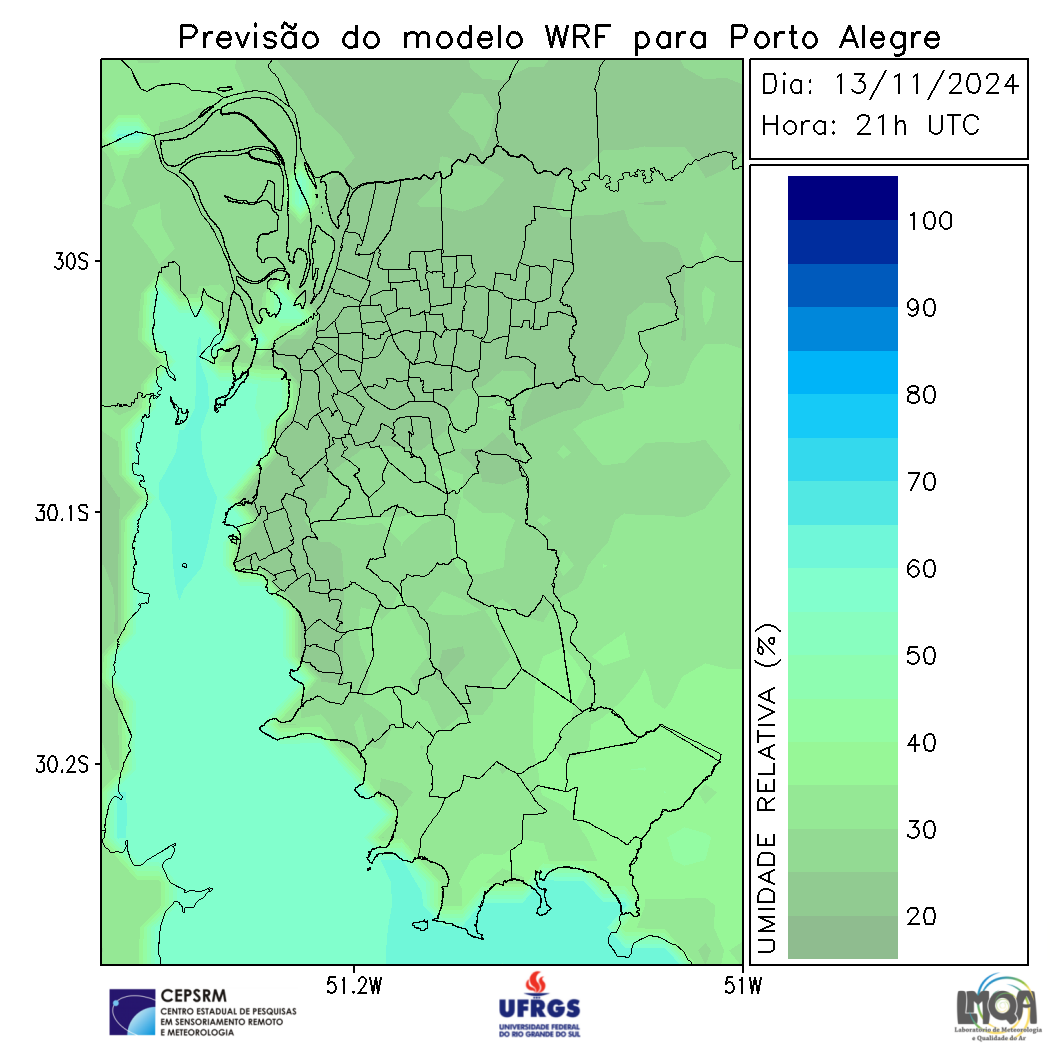 Previsão do modelo WRF para Porto Alegre
Dia: 13/11/2024
Hora: 21h UTC
30S
30.1S
30.2S
51.2W
51W
100
90
80
70
60
50
40
30
20
UMIDADE RELATIVA (%)
CEPSRM
CENTRO ESTADUAL DE PESQUISAS
EM SENSORIAMENTO REMOTO
E METEOROLOGIA
UFRGS
UNIVERSIDADE FEDERAL
DO RIO GRANDE DO SUL
LMQA
Laboratório de Meteorologia
e Qualidade do Ar